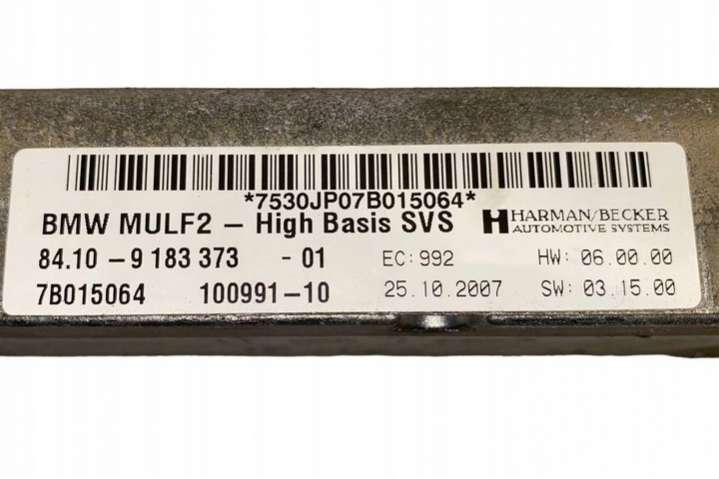 *7530JP07B015064*
BMW MULF2 – High Basis SVS
HARMAN/BECKER
AUTOMOTIVE SYSTEMS
84.10 – 9 183 373 - 01 EC: 992 HW: 06.00.00
7B015064 100991–10 25.10.2007 SW: 03.15.00